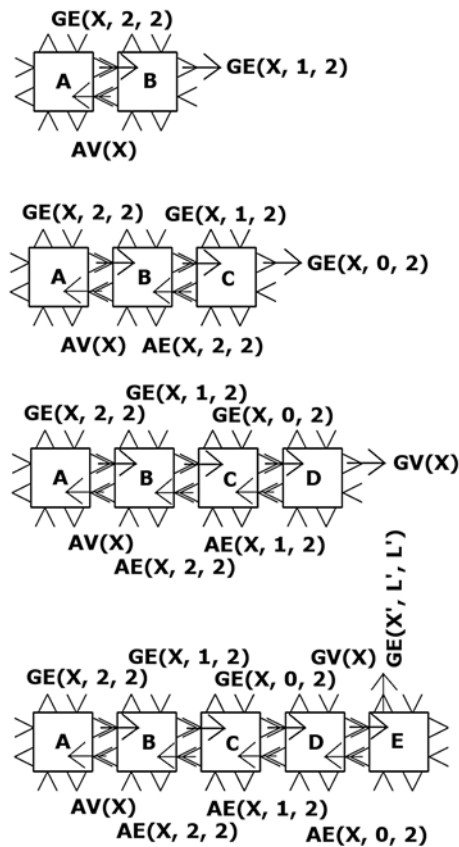 GE(X, 2, 2)
A B GE(X, 1, 2)
AV(X)
GE(X, 2, 2) GE(X, 1, 2)
A B C GE(X, 0, 2)
AV(X) AE(X, 2, 2)
GE(X, 1, 2)
GE(X, 2, 2) GE(X, 0, 2)
A B C D GV(X)
AV(X) AE(X, 1, 2)
AE(X, 2, 2)
GE(X', L', L')
GE(X, 1, 2) GV(X)
GE(X, 2, 2) GE(X, 0, 2)
A B C D E
AV(X) AE(X, 1, 2)
AE(X, 2, 2) AE(X, 0, 2)